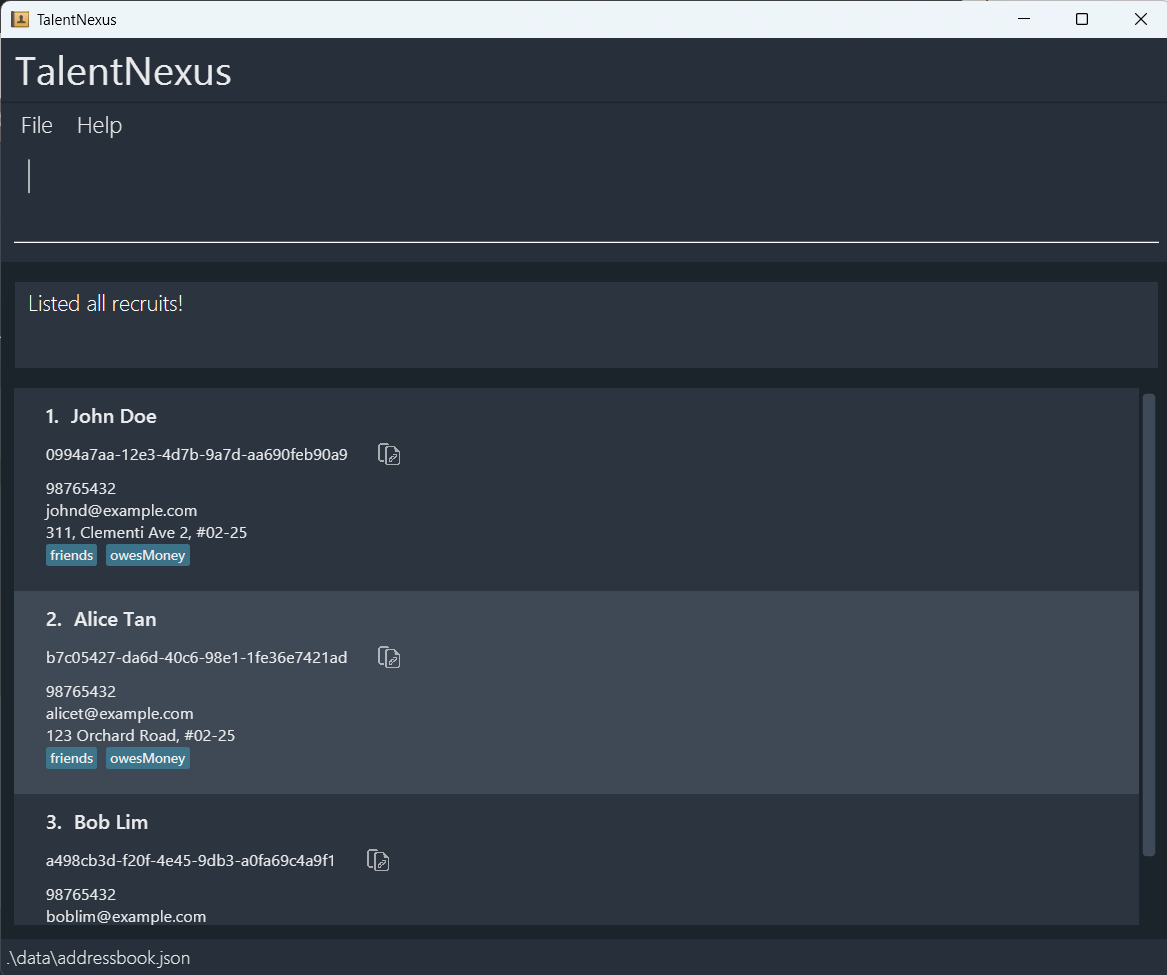 TalentNexus
TalentNexus
File Help
Listed all recruits!
1. John Doe
0994a7aa-12e3-4d7b-9a7d-aa690feb90a9
98765432
johnd@example.com
311, Clementi Ave 2, #02-25
friends owesMoney
2. Alice Tan
b7c05427-da6d-40c6-98e1-1fe36e7421ad
98765432
alicet@example.com
123 Orchard Road, #02-25
friends owesMoney
3. Bob Lim
a498cb3d-f20f-4e45-9db3-a0fa69c4a9f1
98765432
boblim@example.com
.\data\addressbook.json